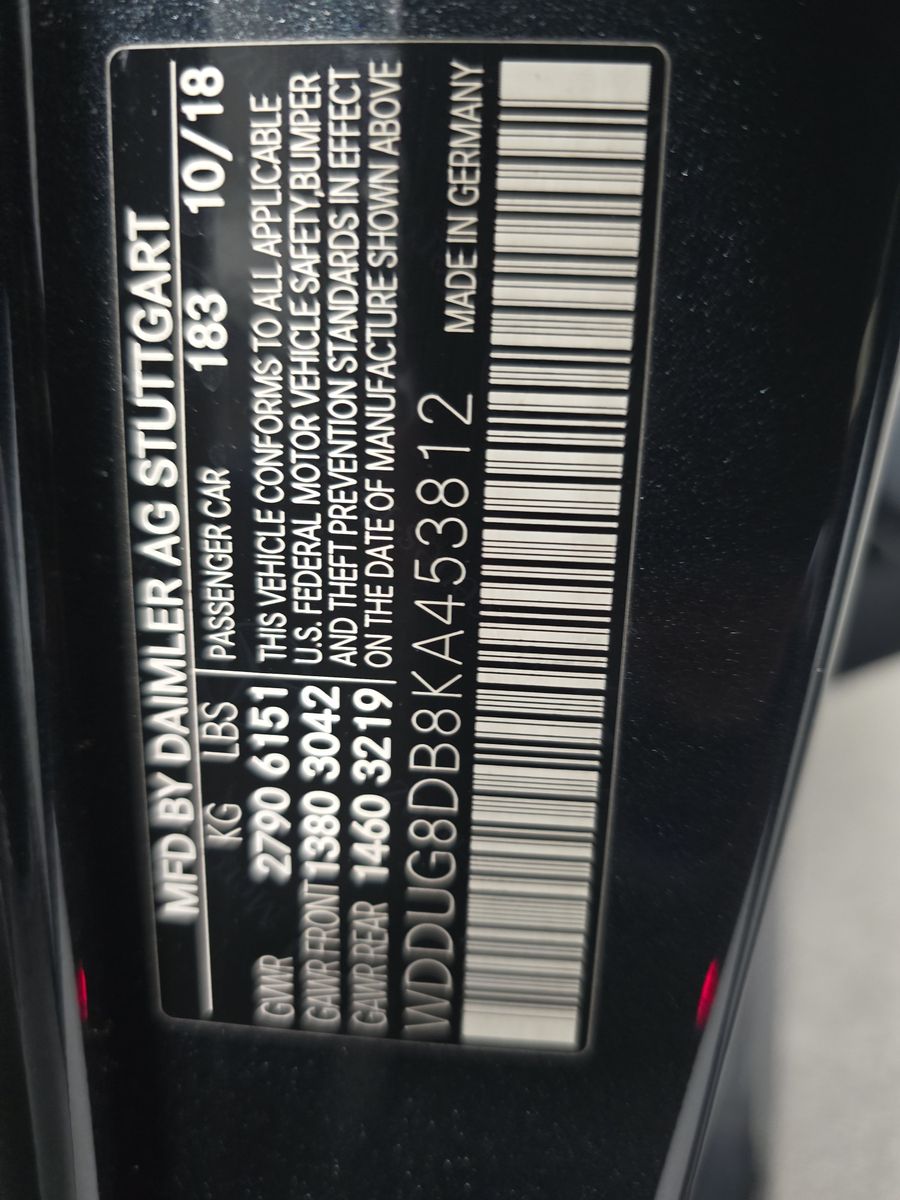 MFD BY DAIMLER AG STUTTGART
KG LBS PASSENGER CAR 183 10/18
GVWR 2790 6151 THIS VEHICLE CONFORMS TO ALL APPLICABLE
GAWR FRONT 1380 3042 U.S. FEDERAL MOTOR VEHICLE SAFETY,BUMPER
GAWR REAR 1460 3219 AND THEFT PREVENTION STANDARDS IN EFFECT
ON THE DATE OF MANUFACTURE SHOWN ABOVE
WDDUG8DB8KA453812 MADE IN GERMANY